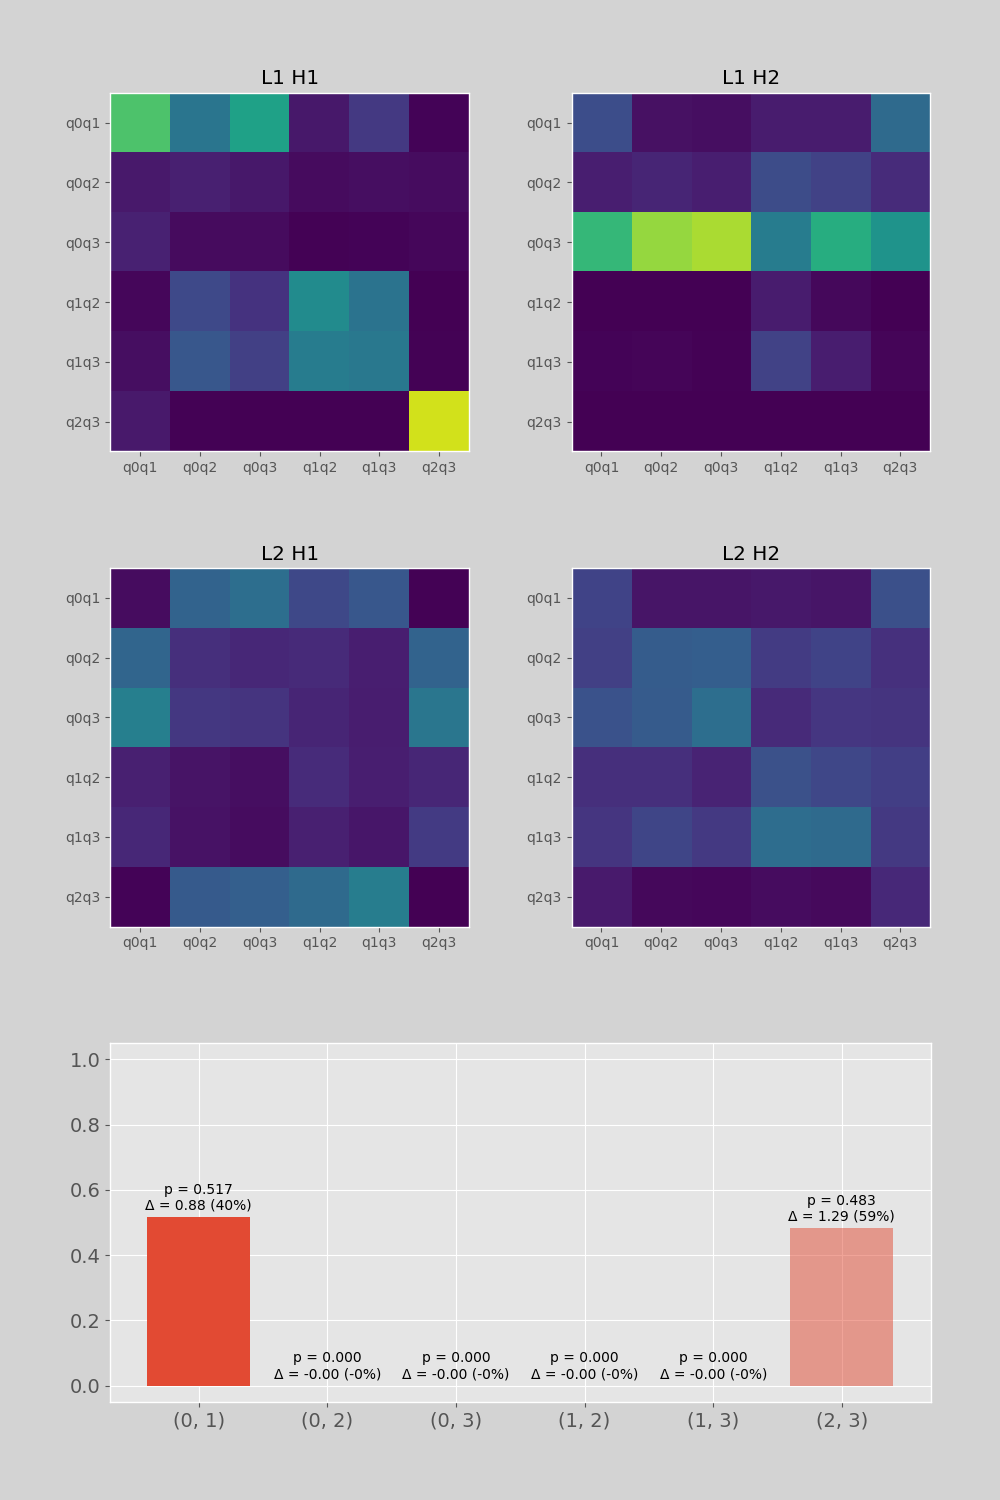 L1 H1
q0q1
q0q2
q0q3
q1q2
q1q3
q2q3
q0q1 q0q2 q0q3 q1q2 q1q3 q2q3
L1 H2
q0q1
q0q2
q0q3
q1q2
q1q3
q2q3
q0q1 q0q2 q0q3 q1q2 q1q3 q2q3
L2 H1
q0q1
q0q2
q0q3
q1q2
q1q3
q2q3
q0q1 q0q2 q0q3 q1q2 q1q3 q2q3
L2 H2
q0q1
q0q2
q0q3
q1q2
q1q3
q2q3
q0q1 q0q2 q0q3 q1q2 q1q3 q2q3
1.0
0.8
0.6
0.4
0.2
0.0
p = 0.517
Δ = 0.88 (40%)
p = 0.000
Δ = -0.00 (-0%)
p = 0.000
Δ = -0.00 (-0%)
p = 0.000
Δ = -0.00 (-0%)
p = 0.000
Δ = -0.00 (-0%)
p = 0.483
Δ = 1.29 (59%)
(0, 1) (0, 2) (0, 3) (1, 2) (1, 3) (2, 3)